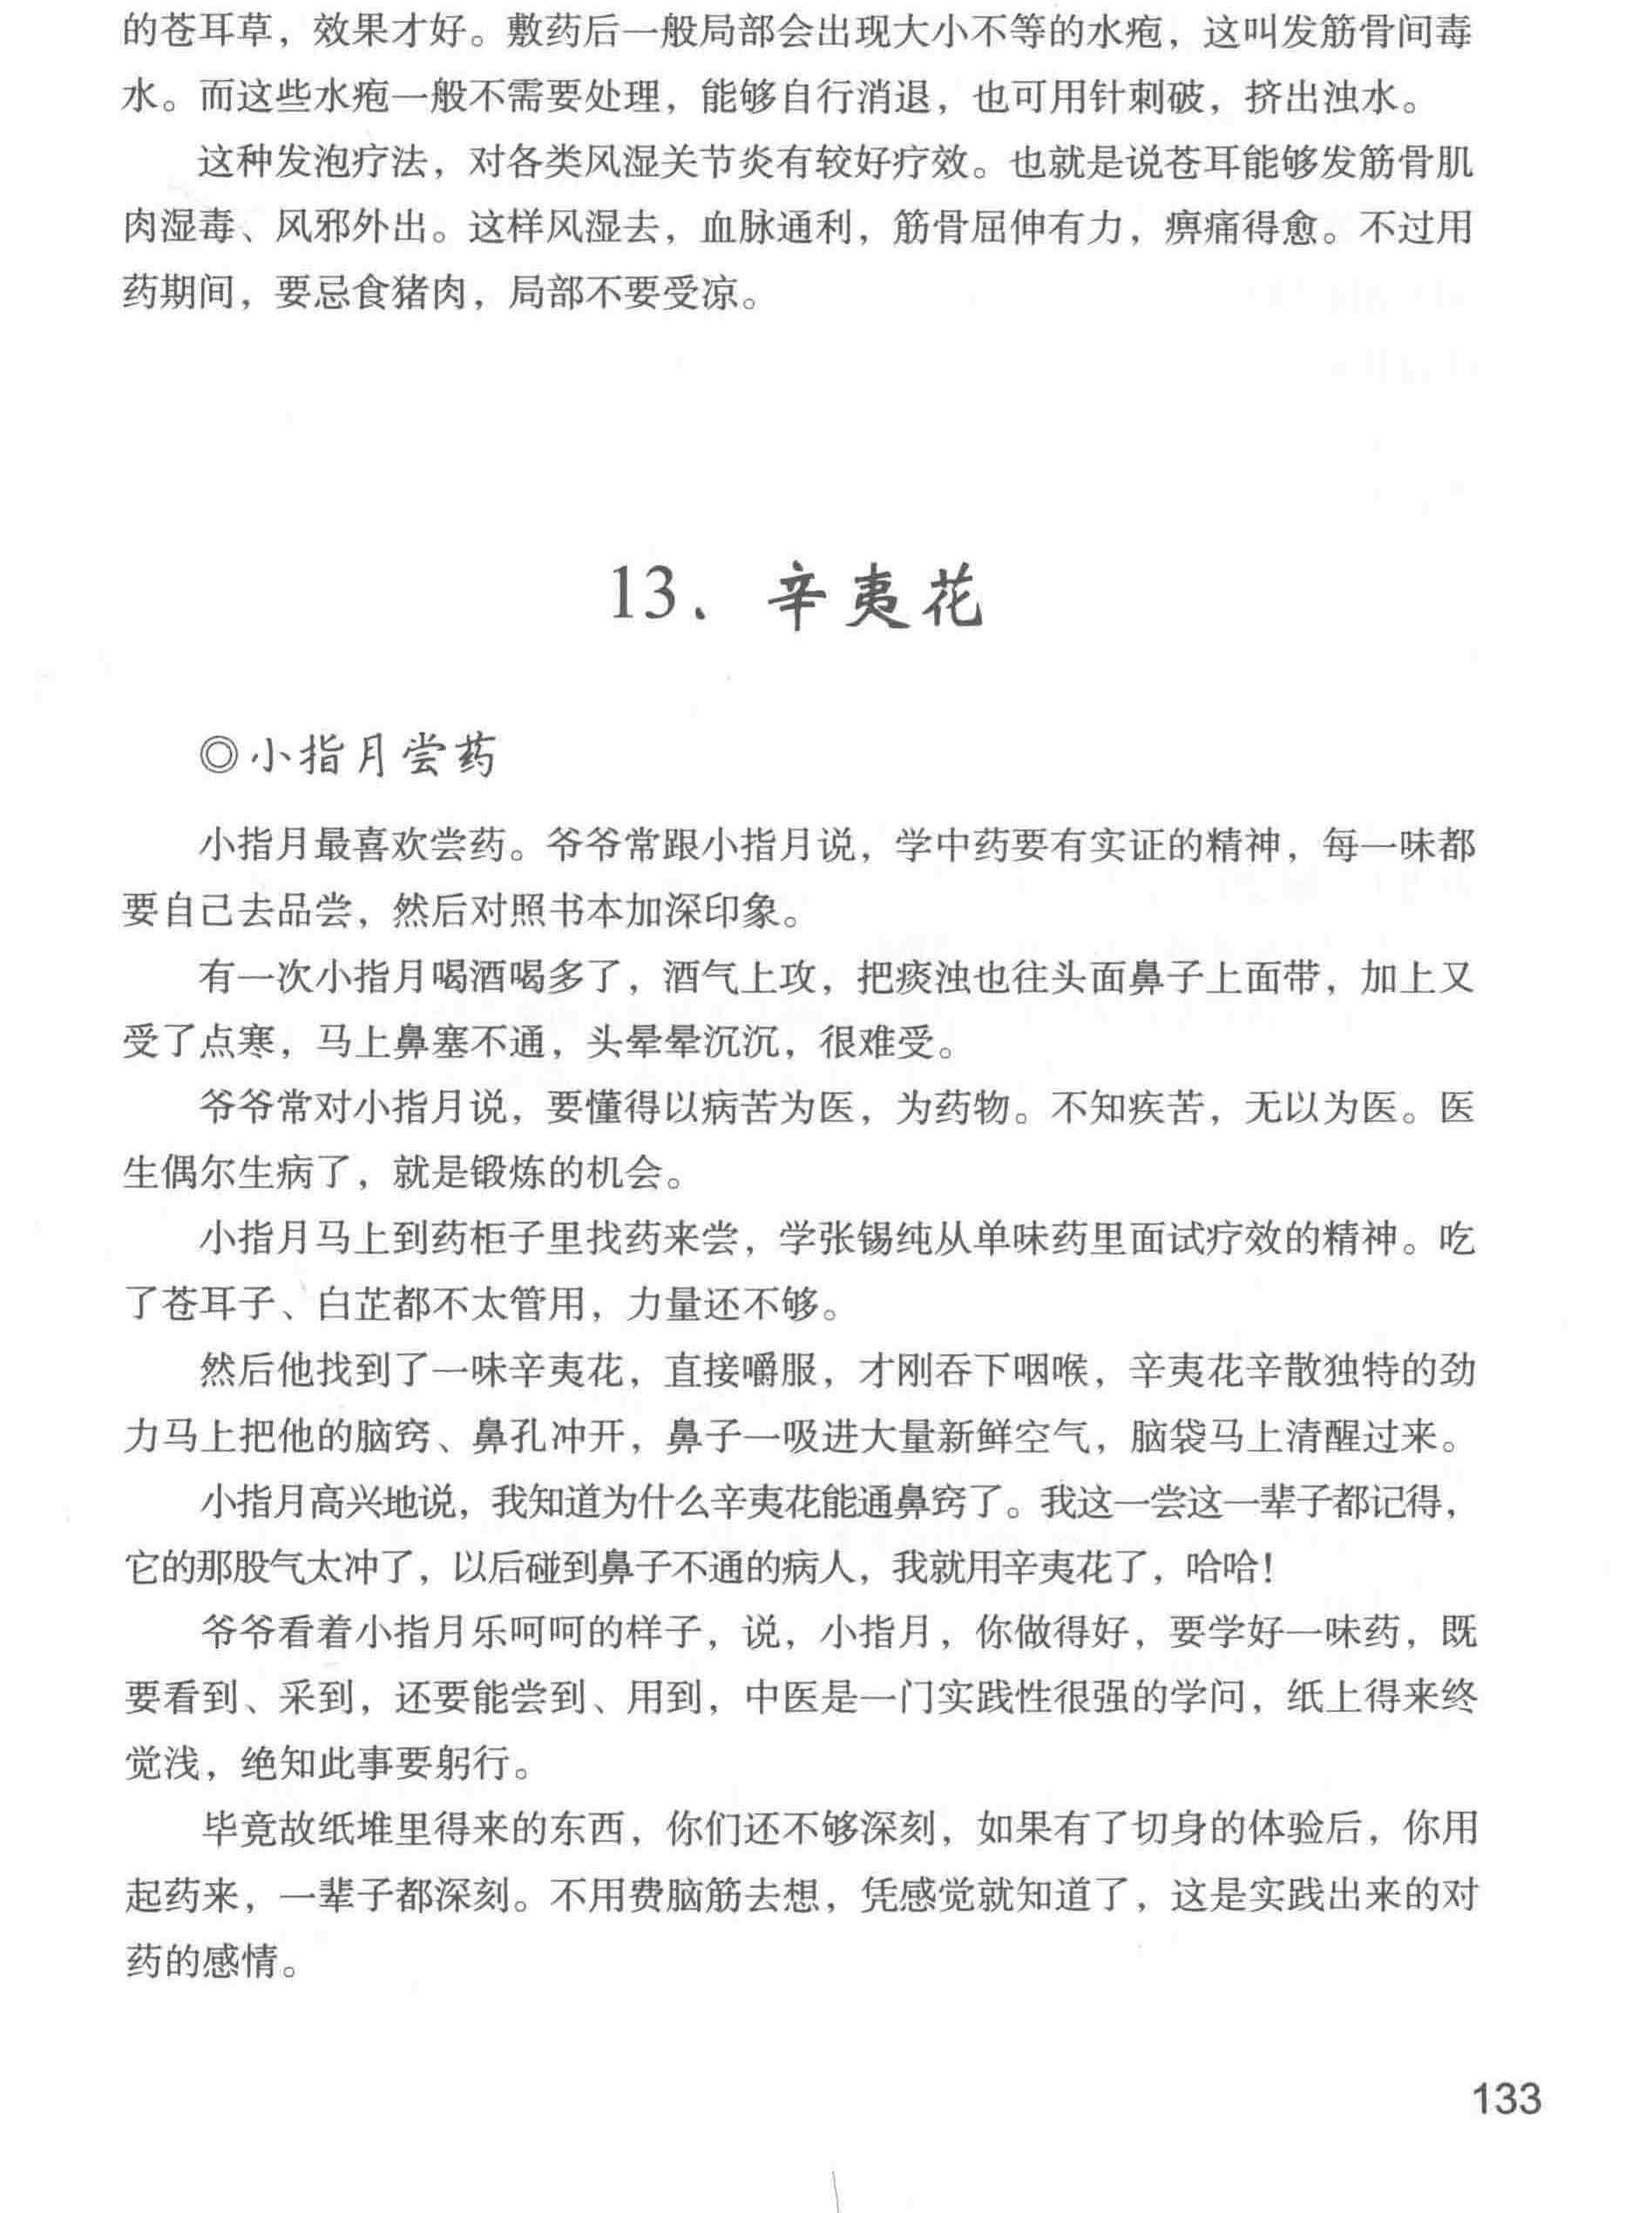 的苍耳草，效果才好。敷药后一般局部会出现大小不等的水疱，这叫发筋骨间毒
水。而这些水疱一般不需要处理，能够自行消退，也可用针刺破，挤出浊水。
这种发泡疗法，对各类风湿关节炎有较好疗效。也就是说苍耳能够发筋骨肌
肉湿毒、风邪外出。这样风湿去，血脉通利，筋骨屈伸有力，痹痛得愈。不过用
药期间，要忌食猪肉，局部不要受凉。
13、辛夷花
◎小指月尝药
小指月最喜欢尝药。爷爷常跟小指月说，学中药要有实证的精神，每一味都
要自己去品尝，然后对照书本加深印象。
有一次小指月喝酒喝多了，酒气上攻，把痰浊也往头面鼻子上面带，加上又
受了点寒，马上鼻塞不通，头晕晕沉沉，很难受。
爷爷常对小指月说，要懂得以病苦为医，为药物。不知疾苦，无以为医。医
生偶尔生病了，就是锻炼的机会。
小指月马上到药柜子里找药来尝，学张锡纯从单味药里面试疗效的精神。吃
了苍耳子、白芷都不太管用，力量还不够。
然后他找到了一味辛夷花，直接嚼服，才刚吞下咽喉，辛夷花辛散独特的劲
力马上把他的脑窍、鼻孔冲开，鼻子一吸进大量新鲜空气，脑袋马上清醒过来。
小指月高兴地说，我知道为什么辛夷花能通鼻窍了。我这一尝这一辈子都记得，
它的那股气太冲了，以后碰到鼻子不通的病人，我就用辛夷花了，哈哈！
爷爷看着小指月乐呵呵的样子，说，小指月，你做得好，要学好一味药，既
要看到、采到，还要能尝到、用到，中医是一门实践性很强的学问，纸上得来终
觉浅，绝知此事要躬行。
毕竟故纸堆里得来的东西，你们还不够深刻，如果有了切身的体验后，你用
起药来，一辈子都深刻。不用费脑筋去想，凭感觉就知道了，这是实践出来的对
药的感情。
133